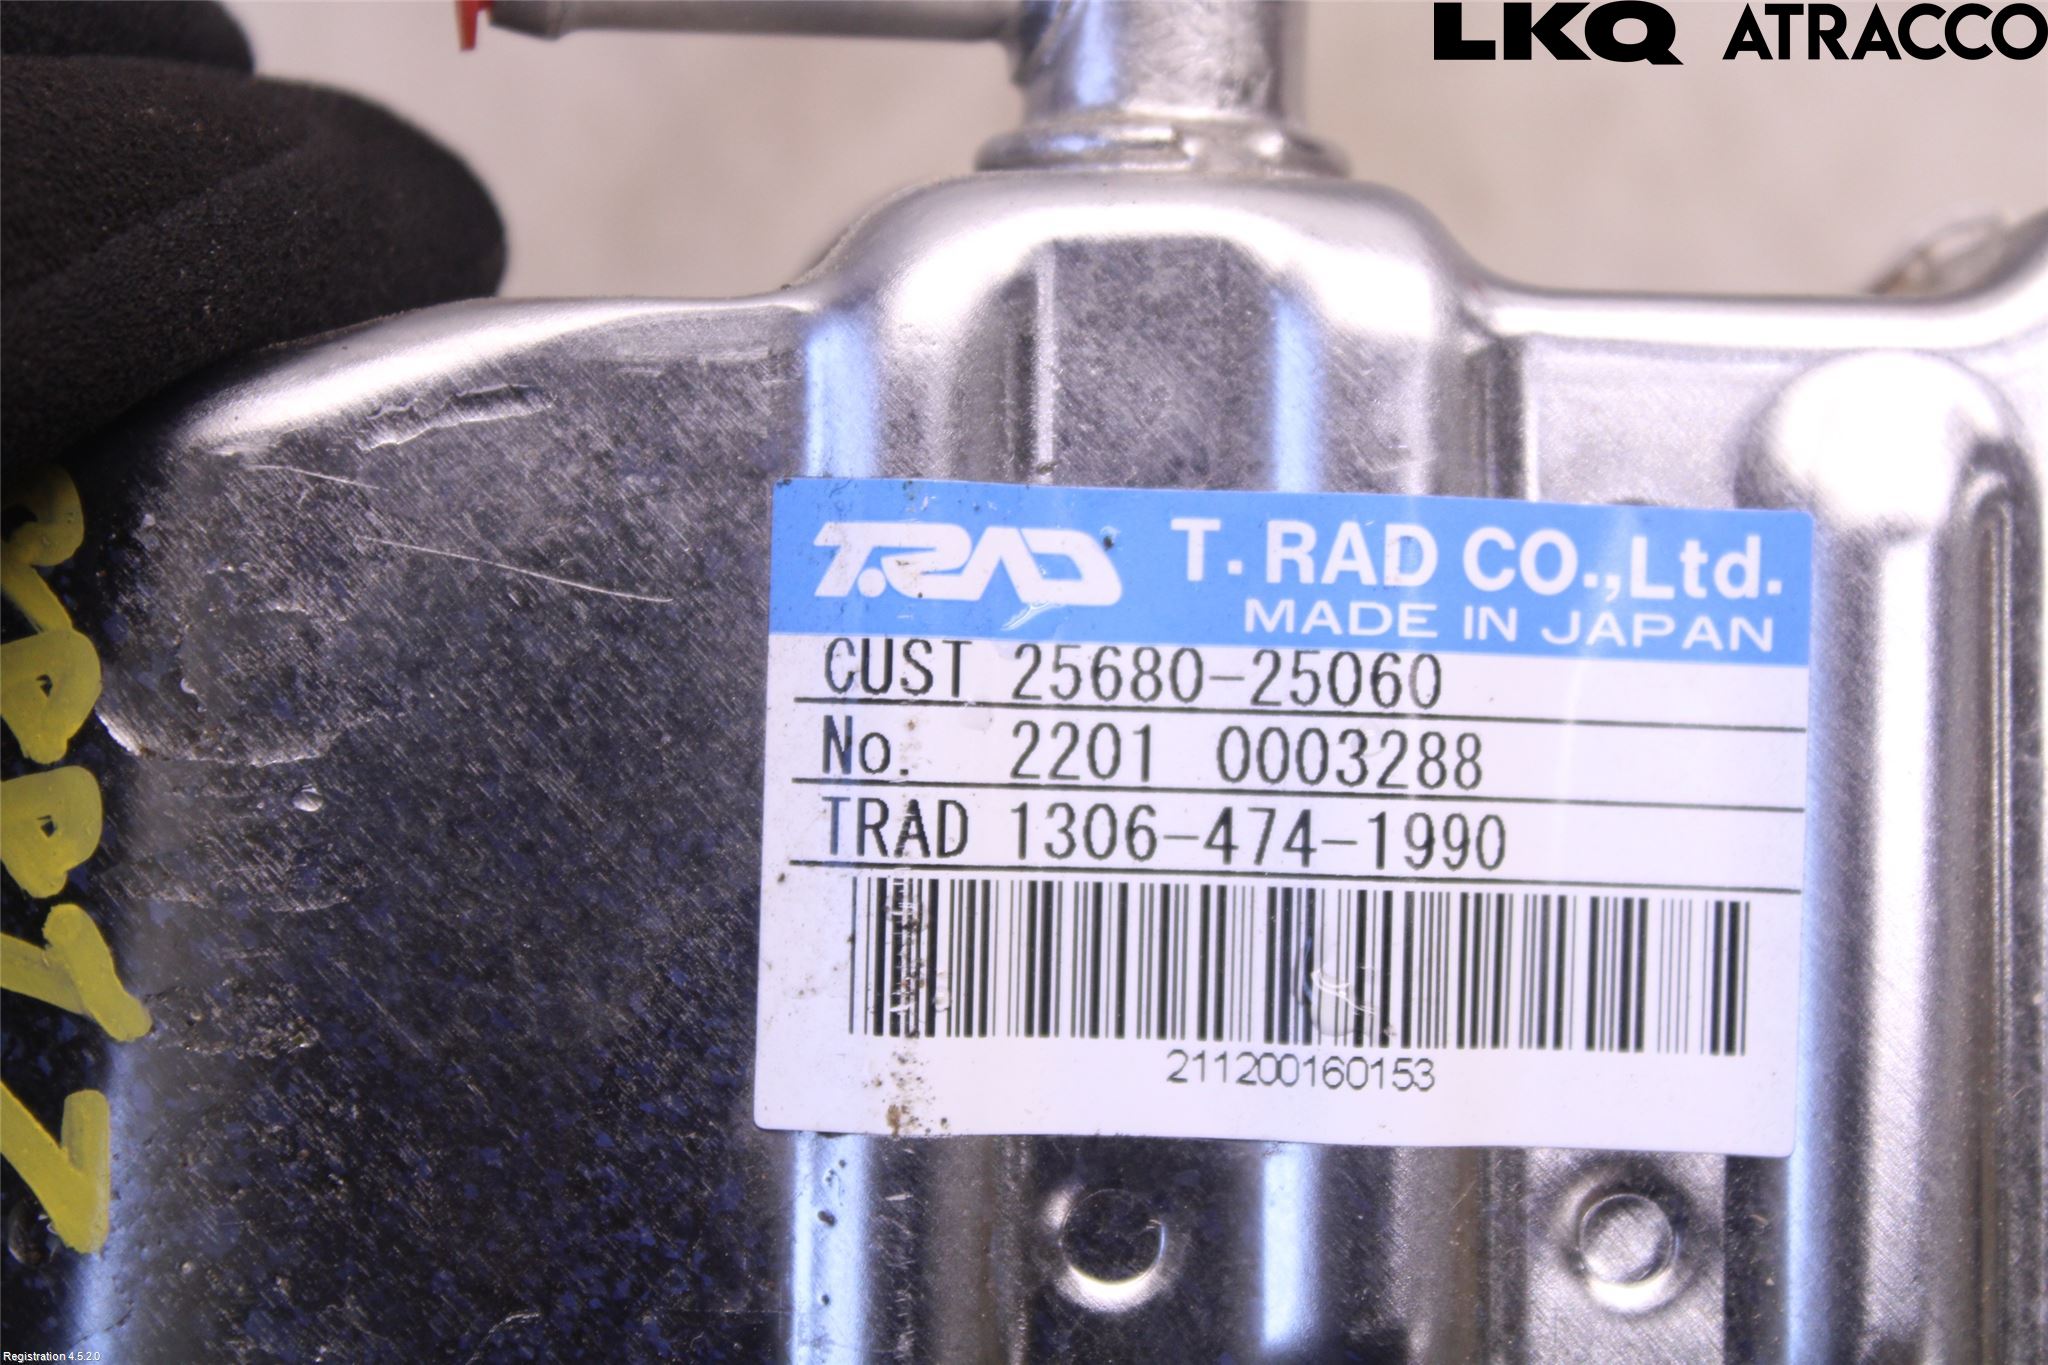 LKQ ATRACCO
T.RAD T. RAD CO.,Ltd.
MADE IN JAPAN
CUST 25680-25060
No. 2201 0003288
TRAD 1306-474-1990
211200160153
Registration 4.5.2.0